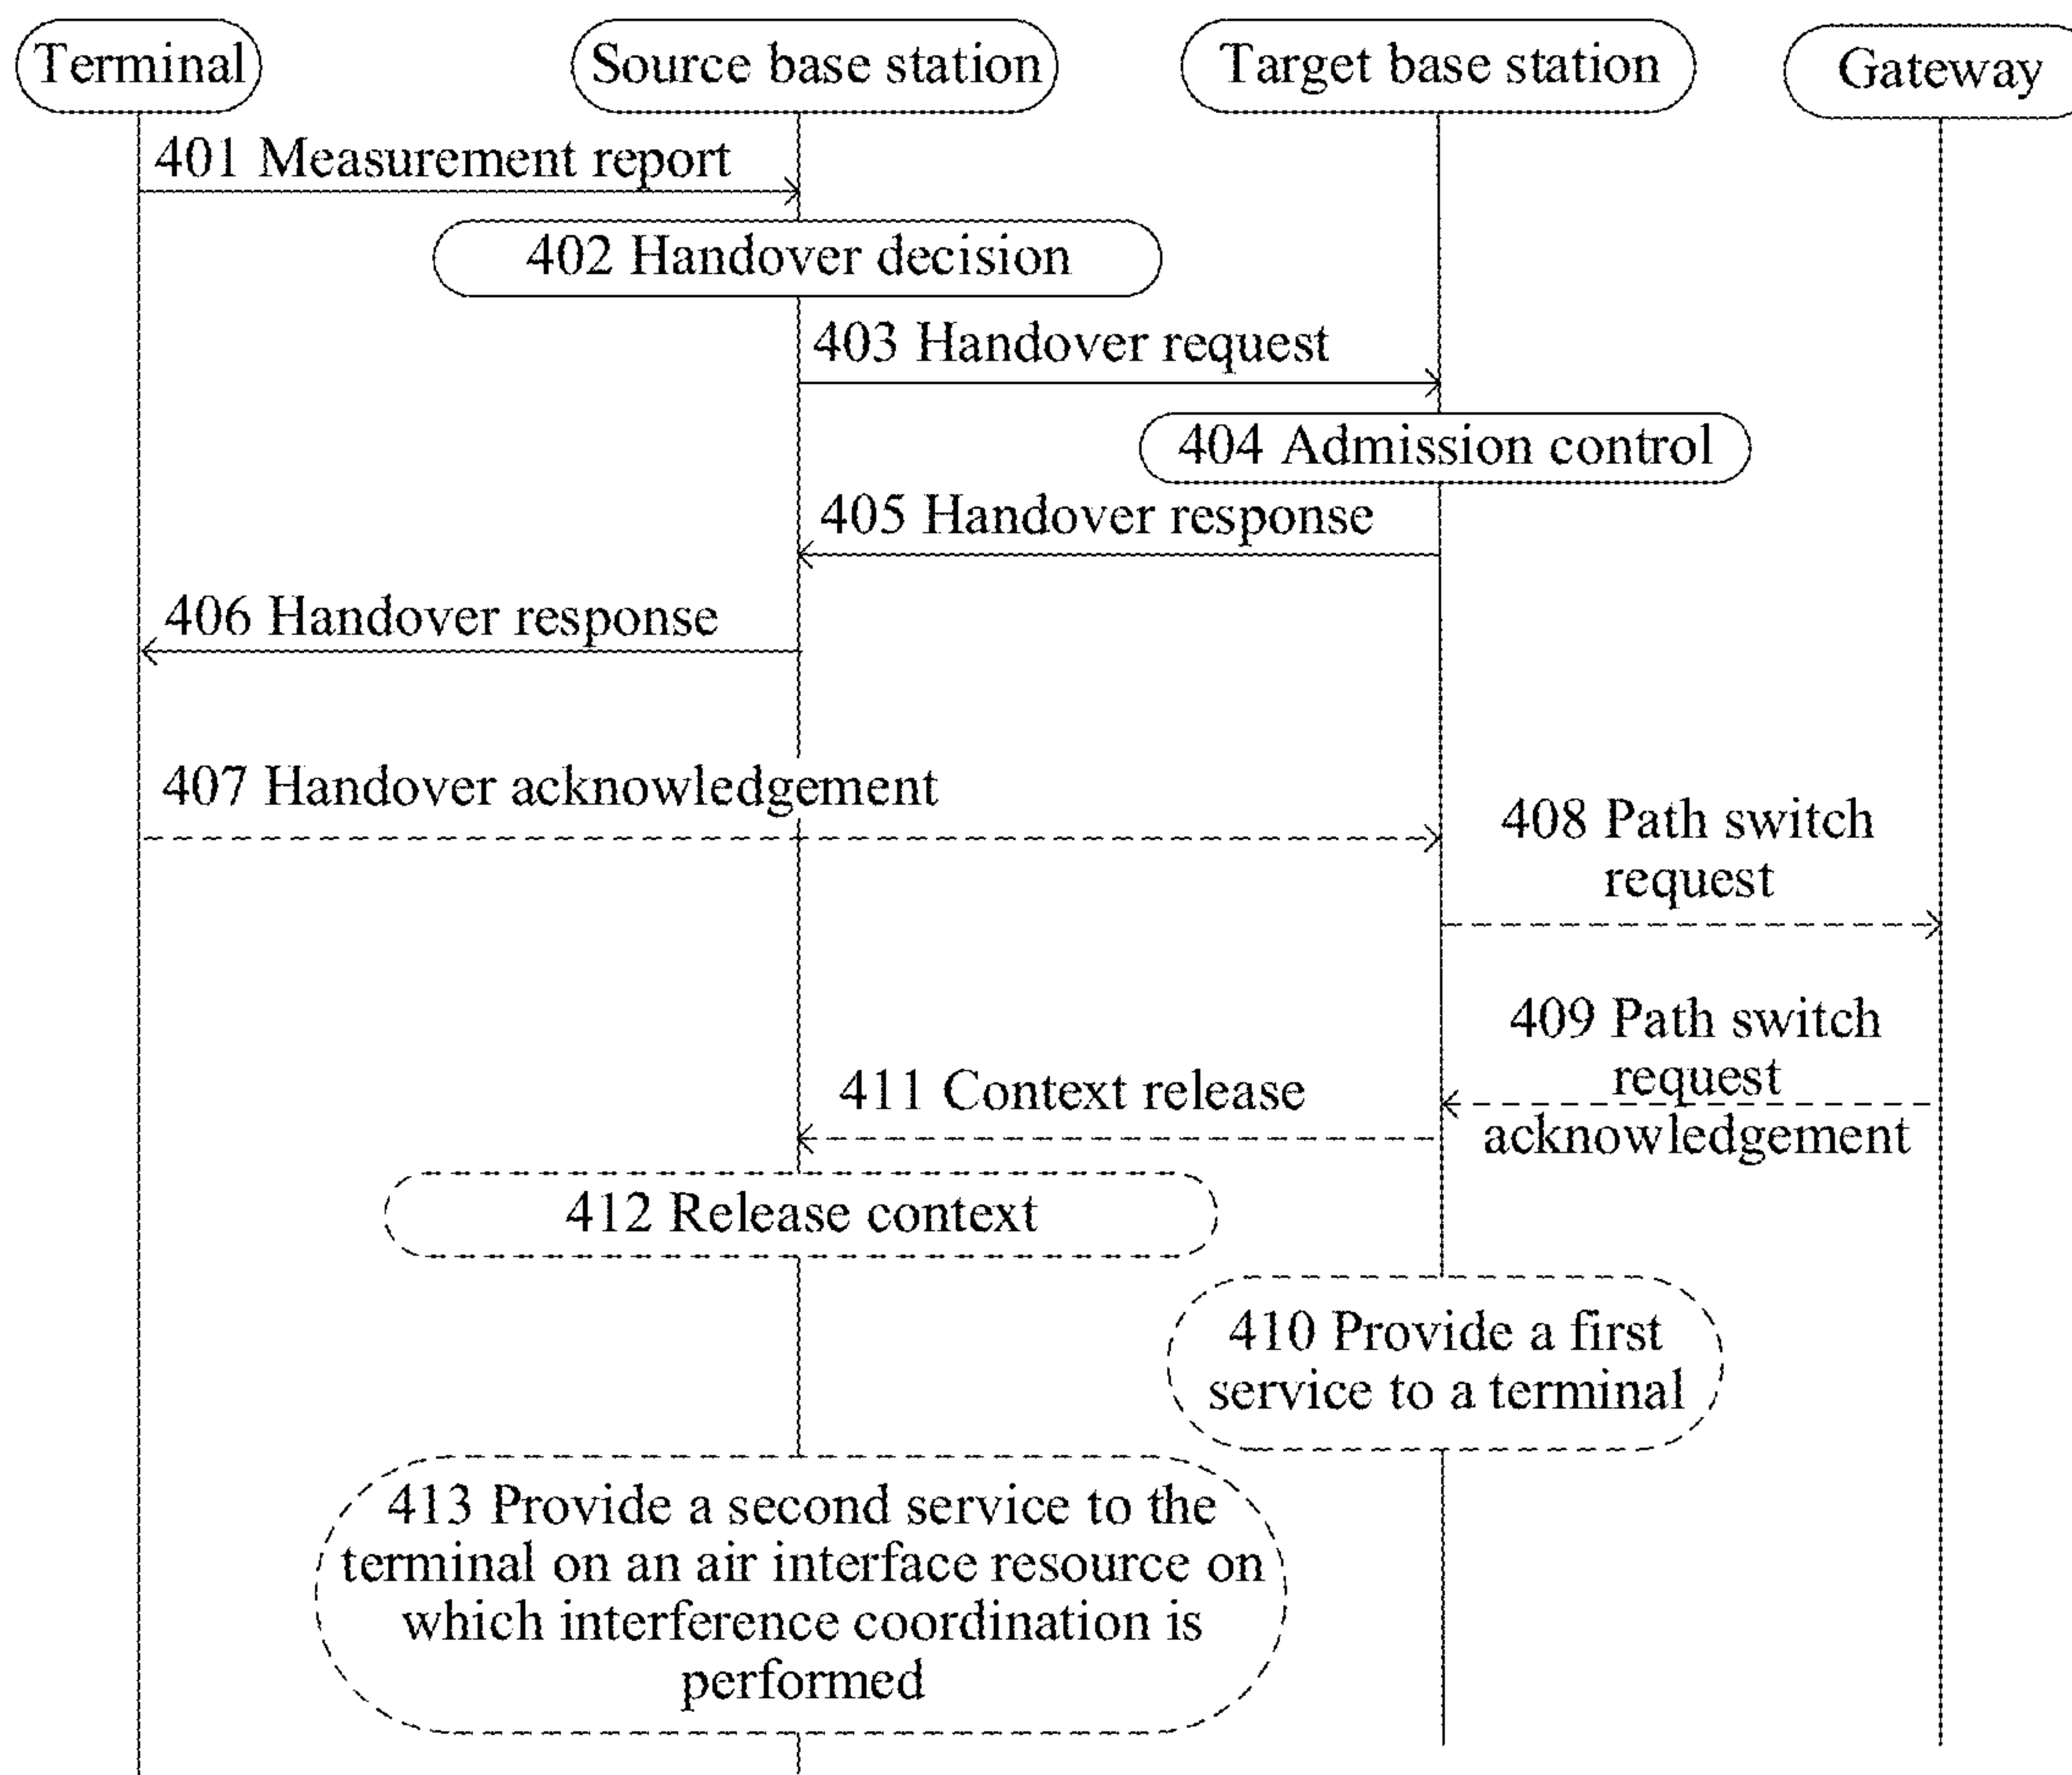 Terminal
Source base station
Target base station
Gateway
401 Measurement report
402 Handover decision
403 Handover request
404 Admission control
405 Handover response
406 Handover response
407 Handover acknowledgement
408 Path switch
request
409 Path switch
request
acknowledgement
411 Context release
412 Release context
410 Provide a first
service to a terminal
413 Provide a second service to the
terminal on an air interface resource on
which interference coordination is
performed